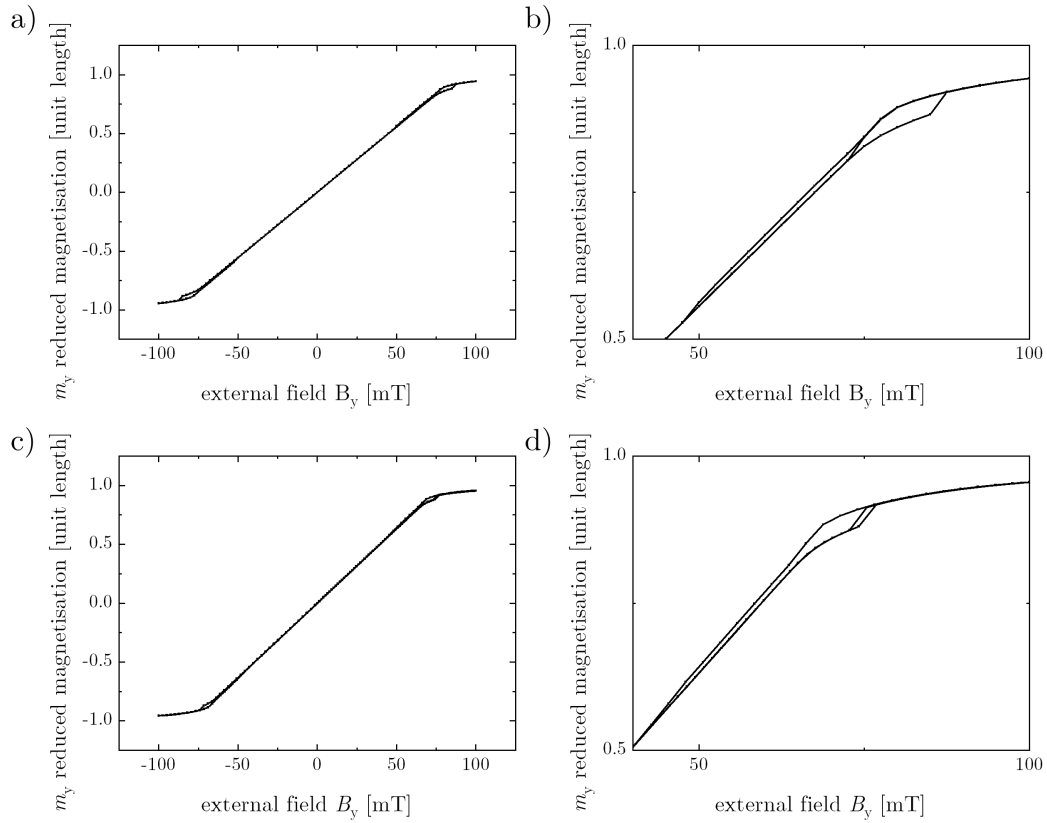 a)
m_y reduced magnetisation [unit length]
1.0
0.5
0.0
-0.5
-1.0
-100 -50 0 50 100
external field B_y [mT]
b)
m_y reduced magnetisation [unit length]
1.0
0.5
50 100
external field B_y [mT]
c)
m_y reduced magnetisation [unit length]
1.0
0.5
0.0
-0.5
-1.0
-100 -50 0 50 100
external field B_y [mT]
d)
m_y reduced magnetisation [unit length]
1.0
0.5
50 100
external field B_y [mT]